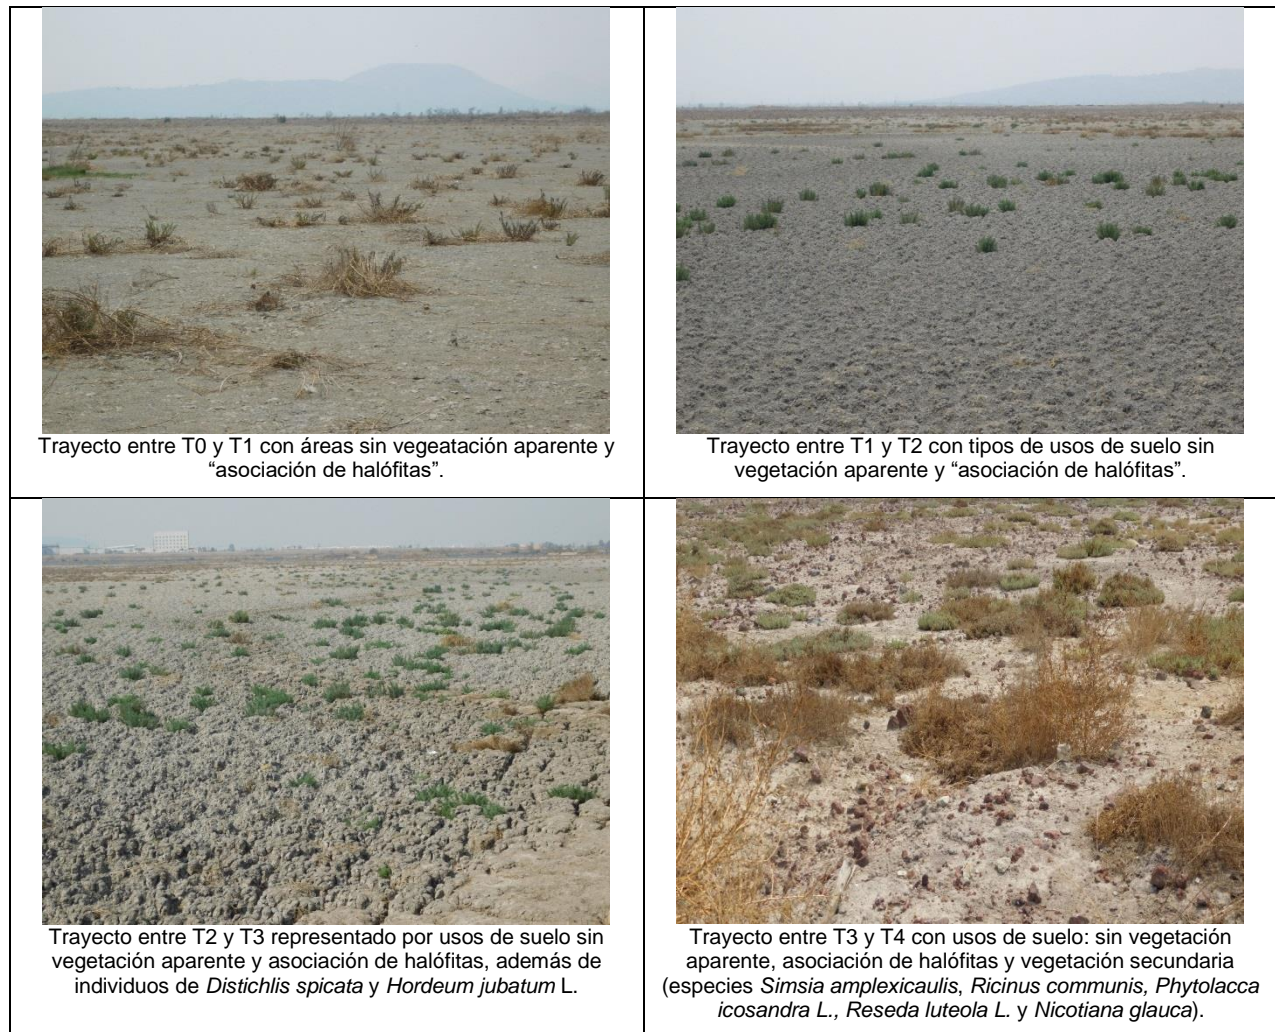 Trayecto entre T0 y T1 con áreas sin vegeatación aparente y
“asociación de halófitas”.
Trayecto entre T1 y T2 con tipos de usos de suelo sin
vegetación aparente y “asociación de halófitas”.
Trayecto entre T2 y T3 representado por usos de suelo sin
vegetación aparente y asociación de halófitas, además de
individuos de Distichlis spicata y Hordeum jubatum L.
Trayecto entre T3 y T4 con usos de suelo: sin vegetación
aparente, asociación de halófitas y vegetación secundaria
(especies Simsia amplexicaulis, Ricinus communis, Phytolacca
icosandra L., Reseda luteola L. y Nicotiana glauca).